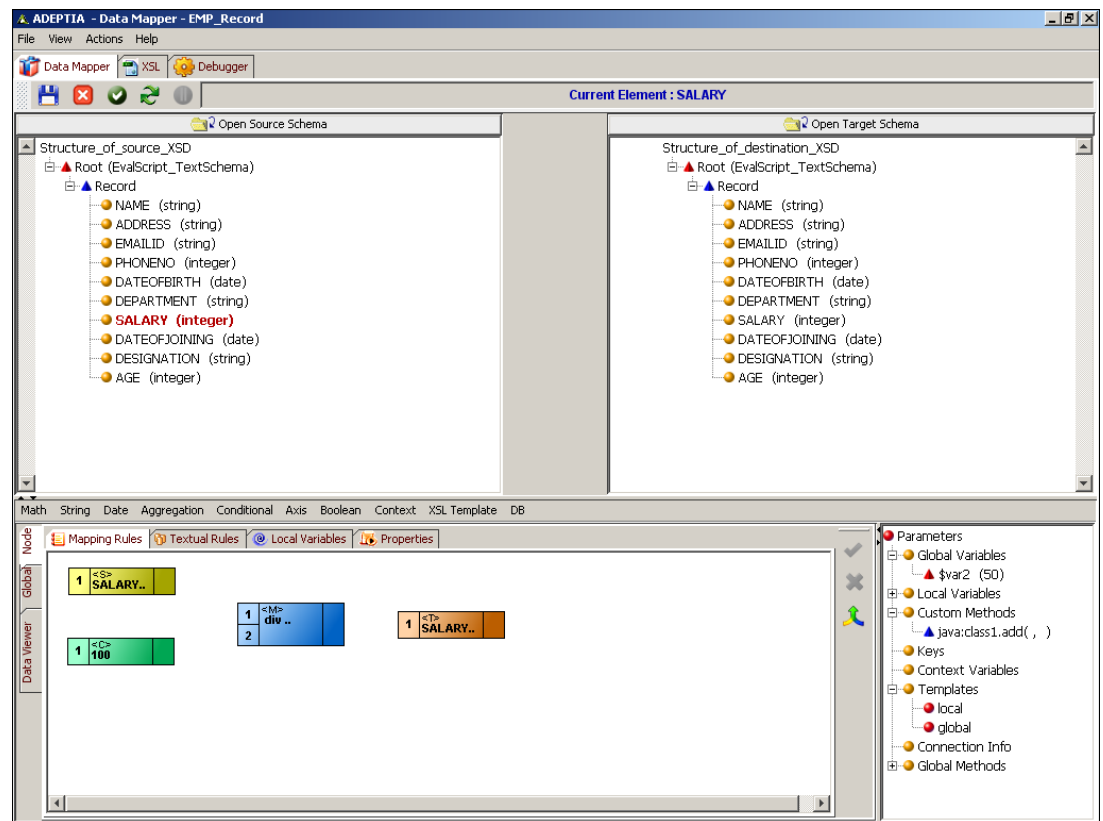 ADEPTIA - Data Mapper - EMP_Record
File View Actions Help
Data Mapper XSL Debugger
Current Element : SALARY
Open Source Schema
Open Target Schema
Structure_of_source_XSD
Root (EvalScript_TextSchema)
Record
NAME (string)
ADDRESS (string)
EMAILID (string)
PHONENO (integer)
DATEOFBIRTH (date)
DEPARTMENT (string)
SALARY (integer)
DATEOFJOINING (date)
DESIGNATION (string)
AGE (integer)
Structure_of_destination_XSD
Root (EvalScript_TextSchema)
Record
NAME (string)
ADDRESS (string)
EMAILID (string)
PHONENO (integer)
DATEOFBIRTH (date)
DEPARTMENT (string)
SALARY (integer)
DATEOFJOINING (date)
DESIGNATION (string)
AGE (integer)
Math String Date Aggregation Conditional Axis Boolean Context XSL Template DB
Node
Global
Data Viewer
Mapping Rules Textual Rules Local Variables Properties
1 <S> SALARY..
1 <C> 100
1 <M> div ..
2
1 <T> SALARY..
Parameters
Global Variables
$var2 (50)
Local Variables
Custom Methods
java:class1.add( , )
Keys
Context Variables
Templates
local
global
Connection Info
Global Methods